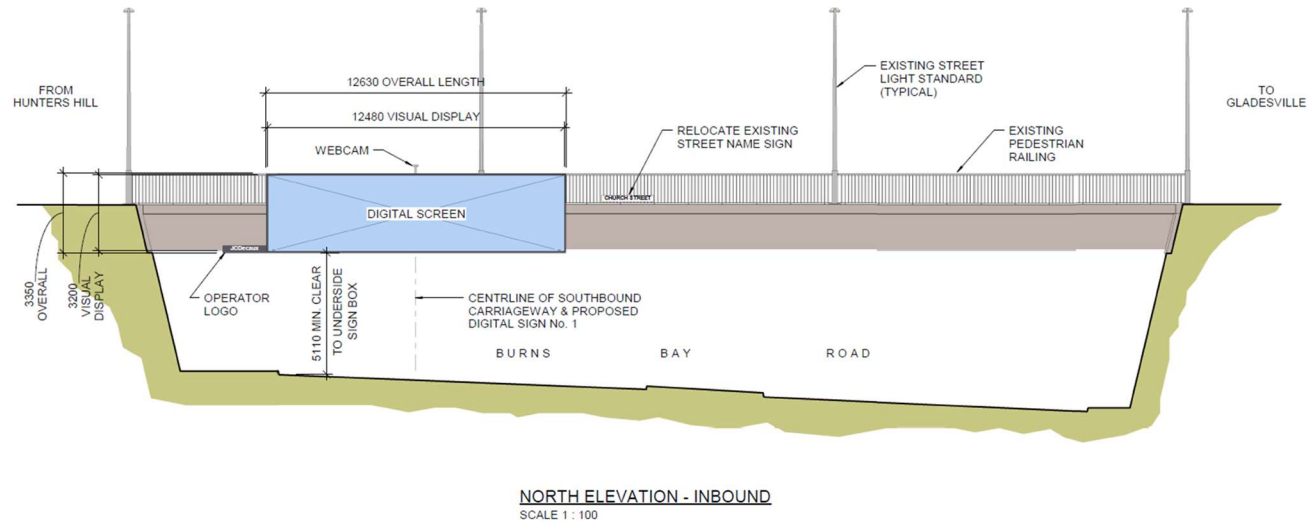 FROM
HUNTERS HILL
12630 OVERALL LENGTH
12480 VISUAL DISPLAY
WEBCAM
EXISTING STREET
LIGHT STANDARD
(TYPICAL)
TO
GLADESVILLE
RELOCATE EXISTING
STREET NAME SIGN
EXISTING
PEDESTRIAN
RAILING
CHURCH STREET
DIGITAL SCREEN
JCDecaux
3350
OVERALL
3200
VISUAL
DISPLAY
OPERATOR
LOGO
5110 MIN. CLEAR
TO UNDERSIDE
SIGN BOX
CENTRLINE OF SOUTHBOUND
CARRIAGEWAY & PROPOSED
DIGITAL SIGN No. 1
BURNS BAY ROAD
NORTH ELEVATION - INBOUND
SCALE 1 : 100